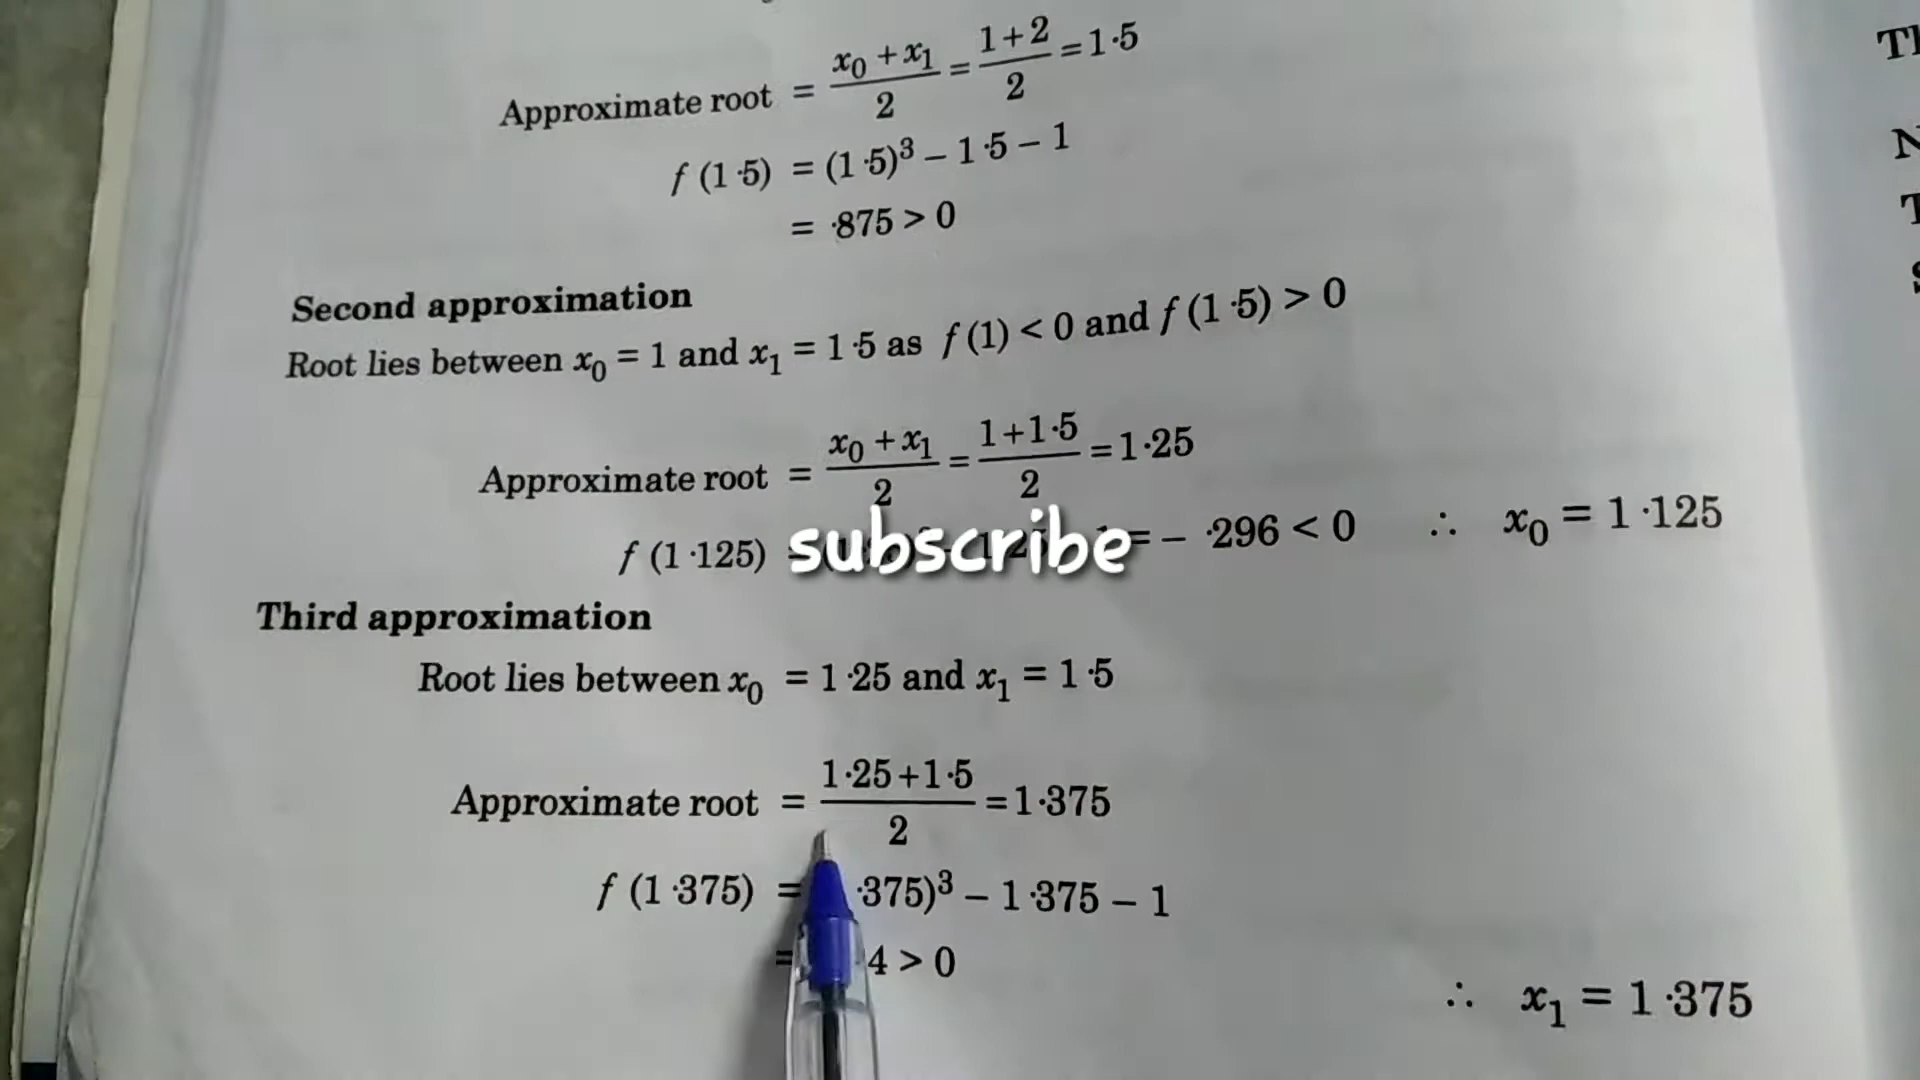 Approximate root = x₀ + x₁ / 2 = 1 + 2 / 2 = 1·5
f (1·5) = (1·5)³ − 1·5 − 1
= ·875 > 0
Second approximation
Root lies between x₀ = 1 and x₁ = 1·5 as f (1) < 0 and f (1·5) > 0
Approximate root = x₀ + x₁ / 2 = 1+1·5 / 2 = 1·25
f (1·125) = − ·296 < 0 ∴ x₀ = 1·125
subscribe
Third approximation
Root lies between x₀ = 1·25 and x₁ = 1·5
Approximate root = 1·25+1·5 / 2 = 1·375
f (1·375) = ·375)³ − 1·375 − 1
= 4 > 0
∴ x₁ = 1·375